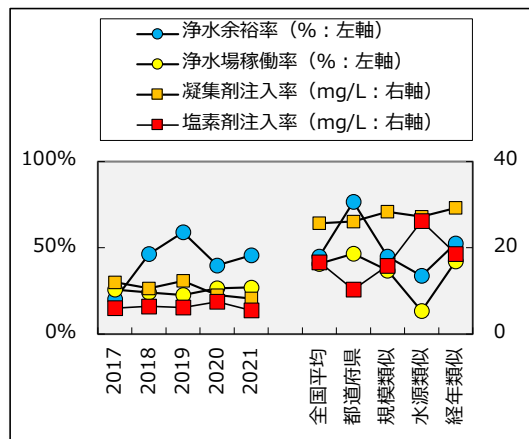 浄水余裕率（%：左軸）
浄水場稼働率（%：左軸）
凝集剤注入率（mg/L：右軸）
塩素剤注入率（mg/L：右軸）
100%
50%
0%
40
20
0
2017
2018
2019
2020
2021
全国平均
都道府県
規模類似
水源類似
経年類似